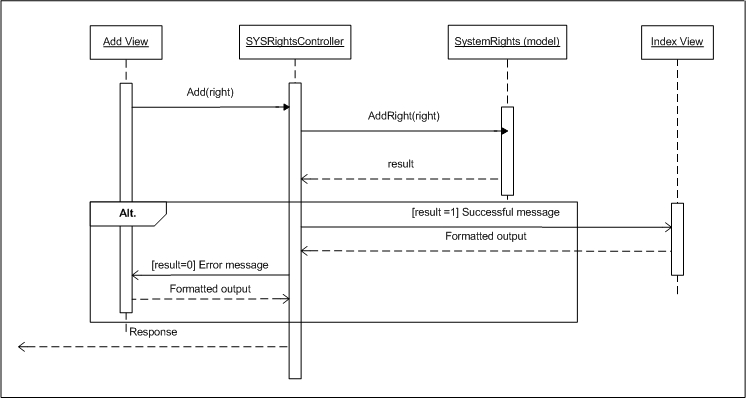 Add View
SYSRightsController
SystemRights (model)
Index View
Add(right)
AddRight(right)
result
Alt.
[result =1] Successful message
Formatted output
[result=0] Error message
Formatted output
Response